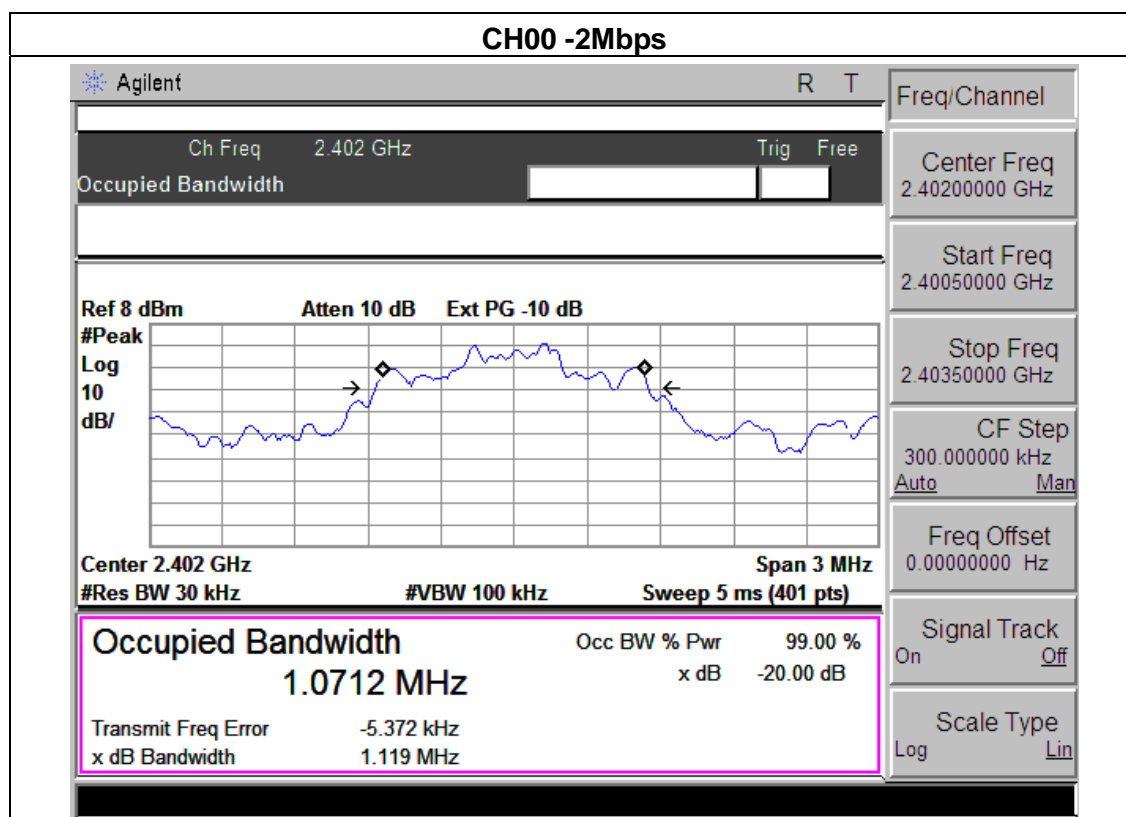 CH00 -2Mbps
Agilent R T
Ch Freq 2.402 GHz Trig Free
Occupied Bandwidth
Ref 8 dBm Atten 10 dB Ext PG -10 dB
#Peak
Log
10
dB/
Center 2.402 GHz Span 3 MHz
#Res BW 30 kHz #VBW 100 kHz Sweep 5 ms (401 pts)
Occupied Bandwidth Occ BW % Pwr 99.00 %
1.0712 MHz x dB -20.00 dB
Transmit Freq Error -5.372 kHz
x dB Bandwidth 1.119 MHz
Freq/Channel
Center Freq
2.40200000 GHz
Start Freq
2.40050000 GHz
Stop Freq
2.40350000 GHz
CF Step
300.000000 kHz
Auto Man
Freq Offset
0.00000000 Hz
Signal Track
On Off
Scale Type
Log Lin